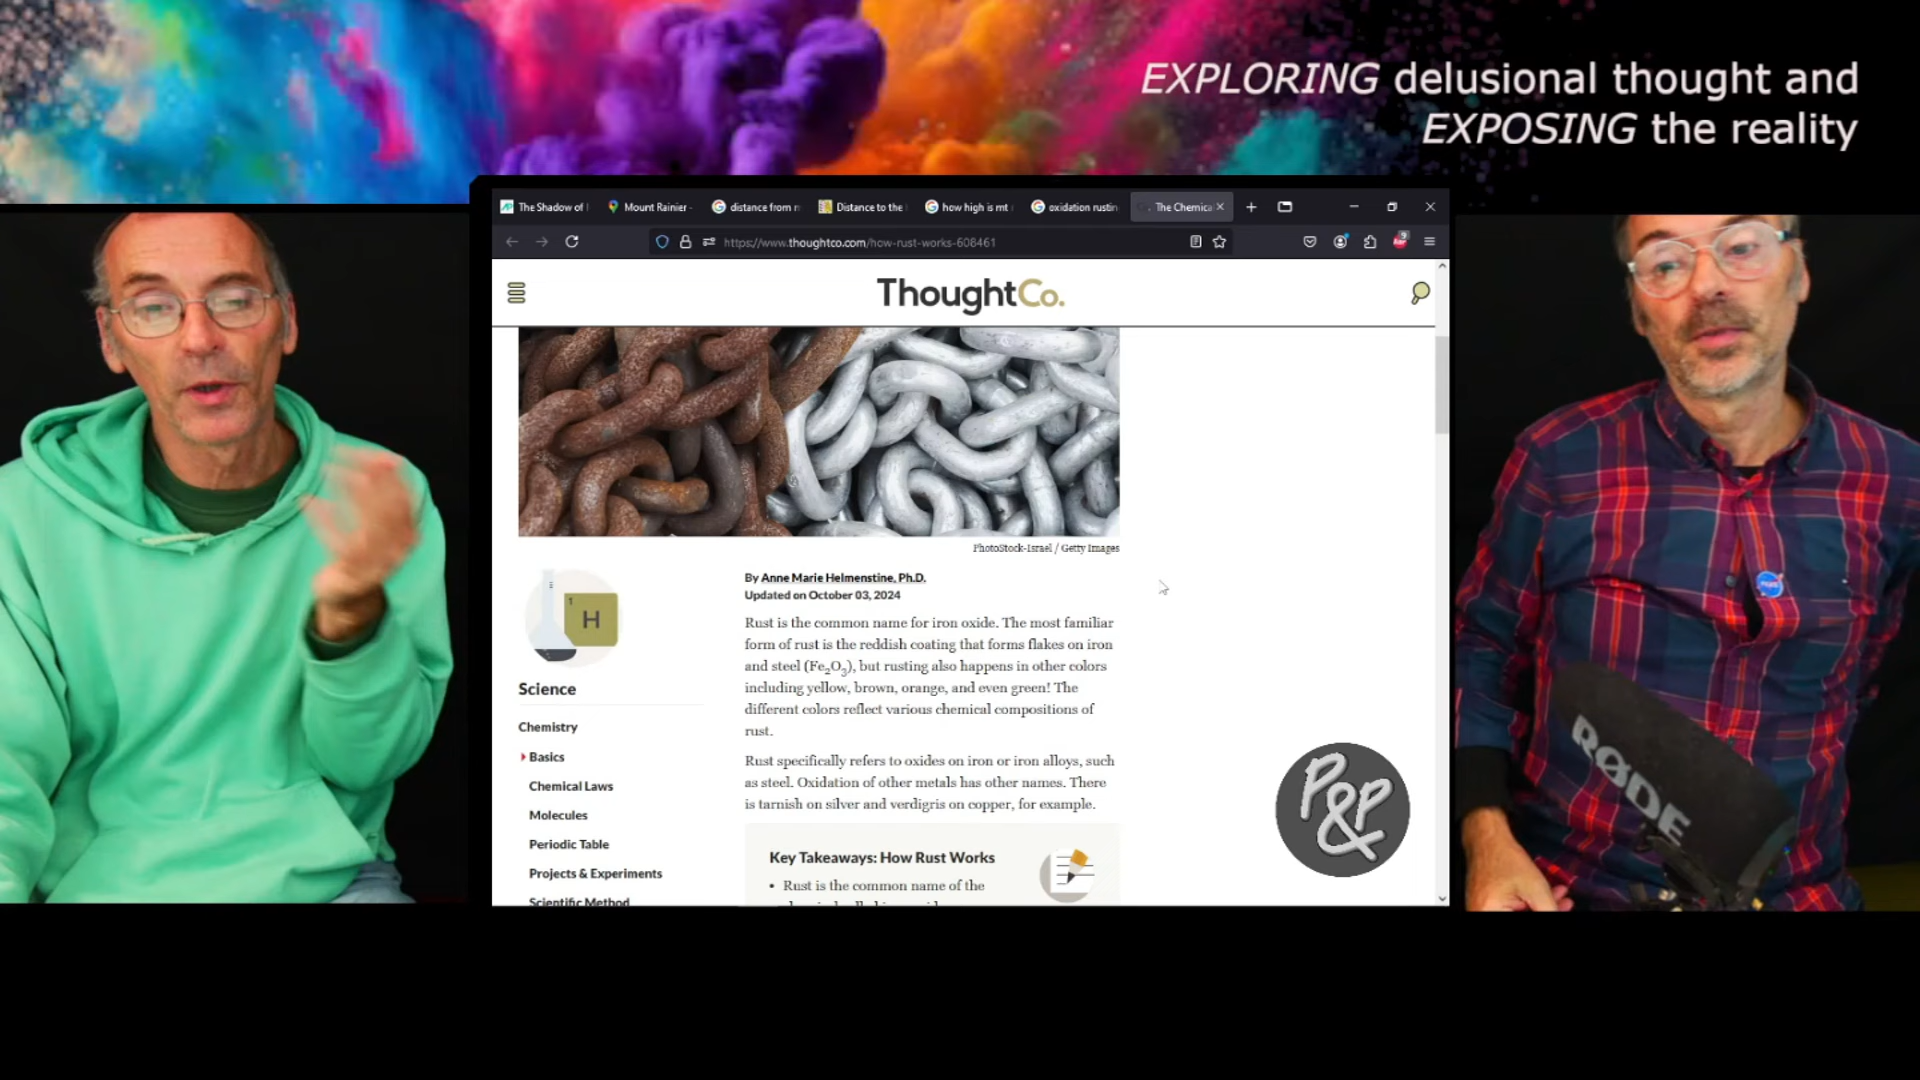 EXPLORING delusional thought and
EXPOSING the reality
The Shadow of
Mount Rainier -
distance from
Distance to the
how high is mt
oxidation rustin
The Chemica
https://www.thoughtco.com/how-rust-works-608461
ThoughtCo.
PhotoStock-Israel / Getty Images
By Anne Marie Helmenstine, Ph.D.
Updated on October 03, 2024
Rust is the common name for iron oxide. The most familiar
form of rust is the reddish coating that forms flakes on iron
and steel (Fe₂O₃), but rusting also happens in other colors
including yellow, brown, orange, and even green! The
different colors reflect various chemical compositions of
rust.
Rust specifically refers to oxides on iron or iron alloys, such
as steel. Oxidation of other metals has other names. There
is tarnish on silver and verdigris on copper, for example.
Key Takeaways: How Rust Works
• Rust is the common name of the
1
H
Science
Chemistry
Basics
Chemical Laws
Molecules
Periodic Table
Projects & Experiments
Scientific Method
P&P
RØDE